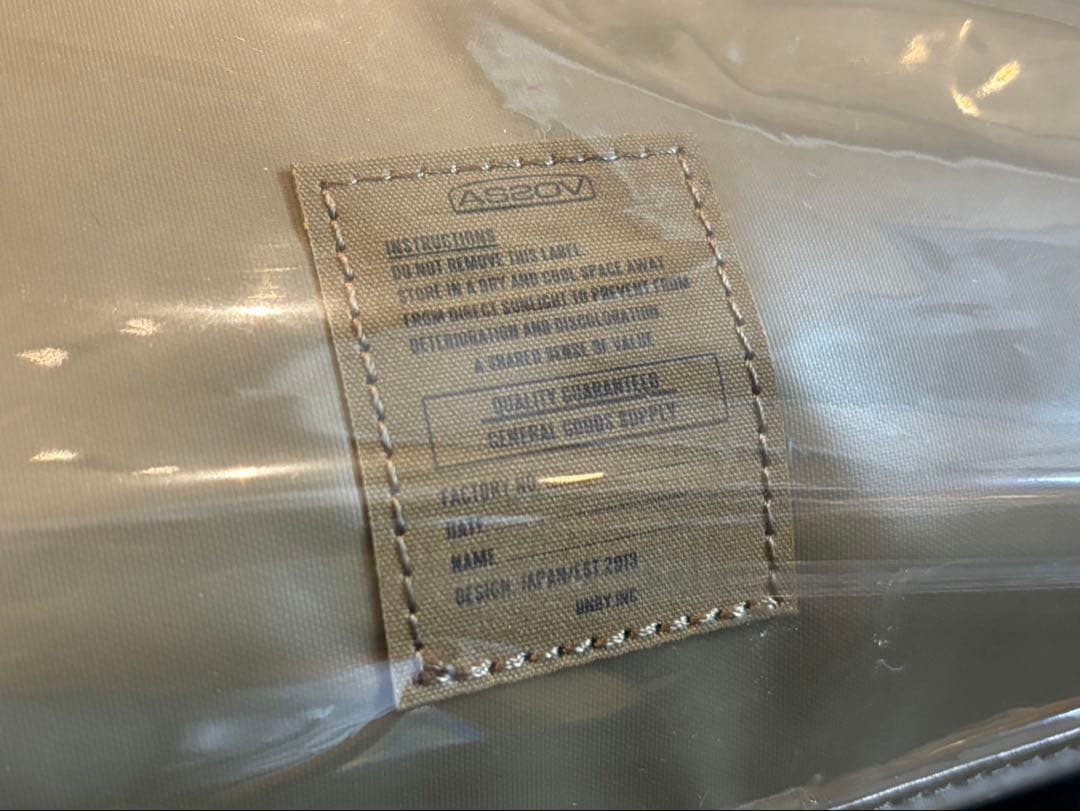 AS2OV
INSTRUCTIONS
DO NOT REMOVE THIS LABEL
STORE IN A DRY AND COOL SPACE AWAY
FROM DIRECT SUNLIGHT TO PREVENT FROM
DETERIORATION AND DISCOLORATION
A SHARED SENSE OF VALUE
QUALITY GUARANTEED
GENERAL GOODS SUPPLY
FACTORY NO
DATE
NAME
DESIGN: JAPAN/EST.2013
UNBY.INC